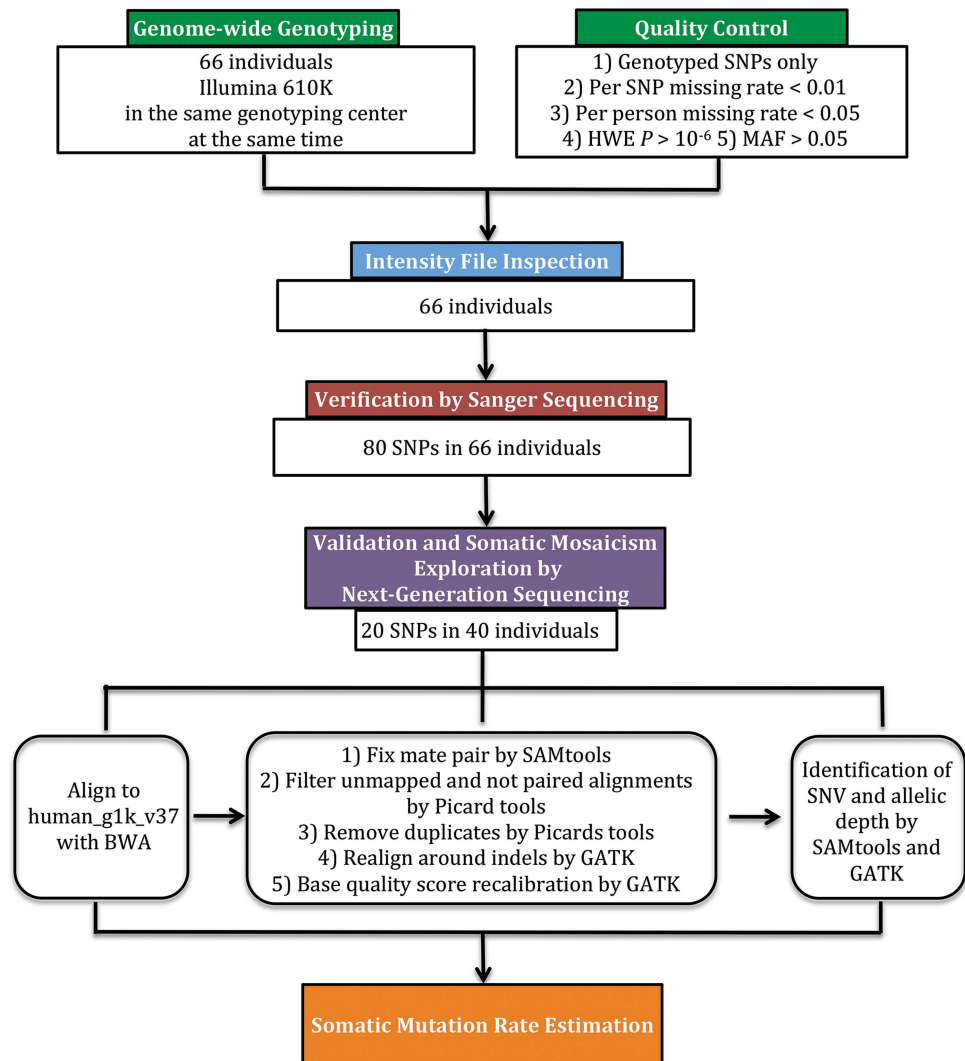 Genome-wide Genotyping
66 individuals
Illumina 610K
in the same genotyping center
at the same time
Quality Control
1) Genotyped SNPs only
2) Per SNP missing rate < 0.01
3) Per person missing rate < 0.05
4) HWE P > 10⁻⁶ 5) MAF > 0.05
Intensity File Inspection
66 individuals
Verification by Sanger Sequencing
80 SNPs in 66 individuals
Validation and Somatic Mosaicism
Exploration by
Next-Generation Sequencing
20 SNPs in 40 individuals
Align to
human_g1k_v37
with BWA
1) Fix mate pair by SAMtools
2) Filter unmapped and not paired alignments
by Picard tools
3) Remove duplicates by Picards tools
4) Realign around indels by GATK
5) Base quality score recalibration by GATK
Identification of
SNV and allelic
depth by
SAMtools and
GATK
Somatic Mutation Rate Estimation